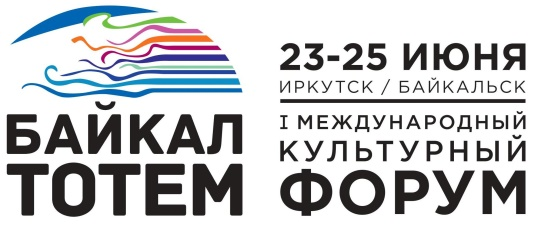 БАЙКАЛ
ТОТЕМ
23-25 ИЮНЯ
ИРКУТСК / БАЙКАЛЬСК
I МЕЖДУНАРОДНЫЙ
КУЛЬТУРНЫЙ
ФОРУМ